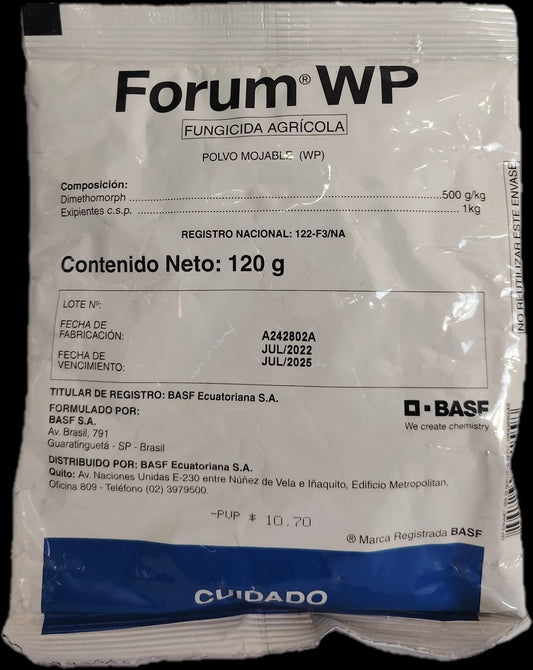 Forum® WP
FUNGICIDA AGRÍCOLA
POLVO MOJABLE (WP)
Composición:
Dimethomorph ........................................................................500 g/kg
Exipientes c.s.p. ........................................................................ 1kg
REGISTRO NACIONAL: 122-F3/NA
Contenido Neto: 120 g
LOTE Nº:
FECHA DE
FABRICACIÓN: A242802A
JUL/2022
FECHA DE
VENCIMIENTO: JUL/2025
TITULAR DE REGISTRO: BASF Ecuatoriana S.A.
FORMULADO POR:
BASF S.A.
Av. Brasil, 791
Guaratinguetá - SP - Brasil
BASF
We create chemistry
DISTRIBUIDO POR: BASF Ecuatoriana S.A.
Quito: Av. Naciones Unidas E-230 entre Núñez de Vela e Iñaquito, Edificio Metropolitan.
Oficina 809 - Teléfono (02) 3979500.
-PVP $ 10.70
® Marca Registrada BASF
CUIDADO
NO REUTILIZAR ESTE ENVASE